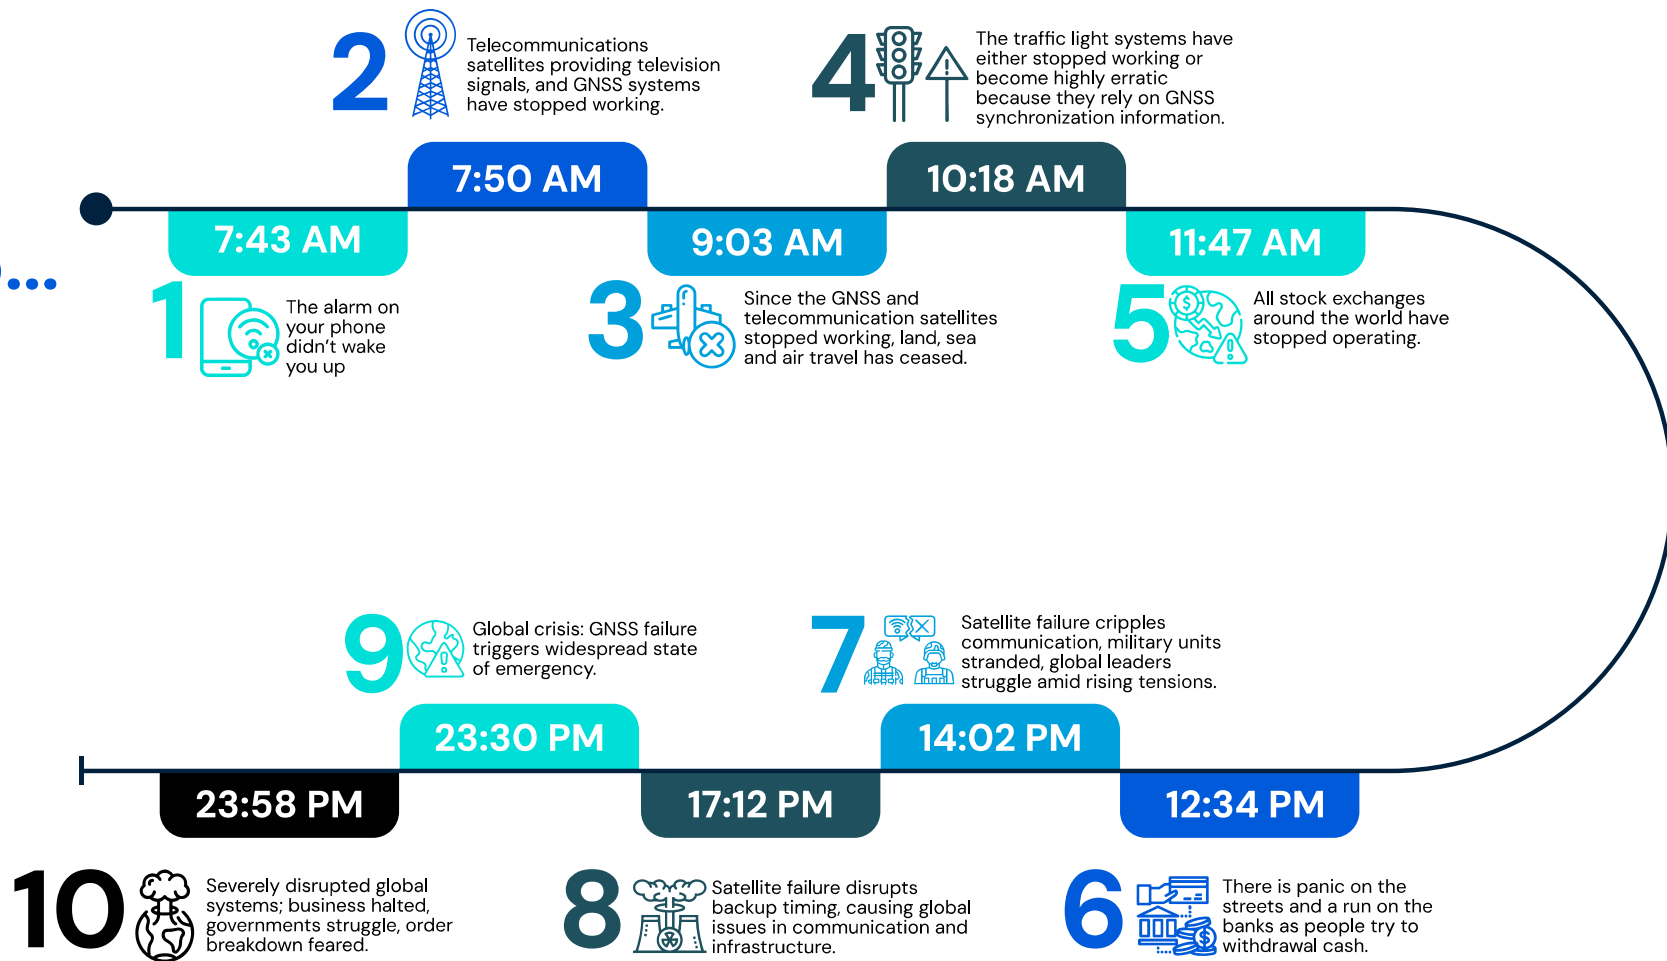 2
Telecommunications
satellites providing television
signals, and GNSS systems
have stopped working.
4
The traffic light systems have
either stopped working or
become highly erratic
because they rely on GNSS
synchronization information.
7:50 AM
10:18 AM
7:43 AM
9:03 AM
11:47 AM
...
1
The alarm on
your phone
didn't wake
you up
3
Since the GNSS and
telecommunication satellites
stopped working, land, sea
and air travel has ceased.
5
All stock exchanges
around the world have
stopped operating.
9
Global crisis: GNSS failure
triggers widespread state
of emergency.
7
Satellite failure cripples
communication, military units
stranded, global leaders
struggle amid rising tensions.
23:30 PM
14:02 PM
23:58 PM
17:12 PM
12:34 PM
10
Severely disrupted global
systems; business halted,
governments struggle, order
breakdown feared.
8
Satellite failure disrupts
backup timing, causing global
issues in communication and
infrastructure.
6
There is panic on the
streets and a run on the
banks as people try to
withdrawal cash.